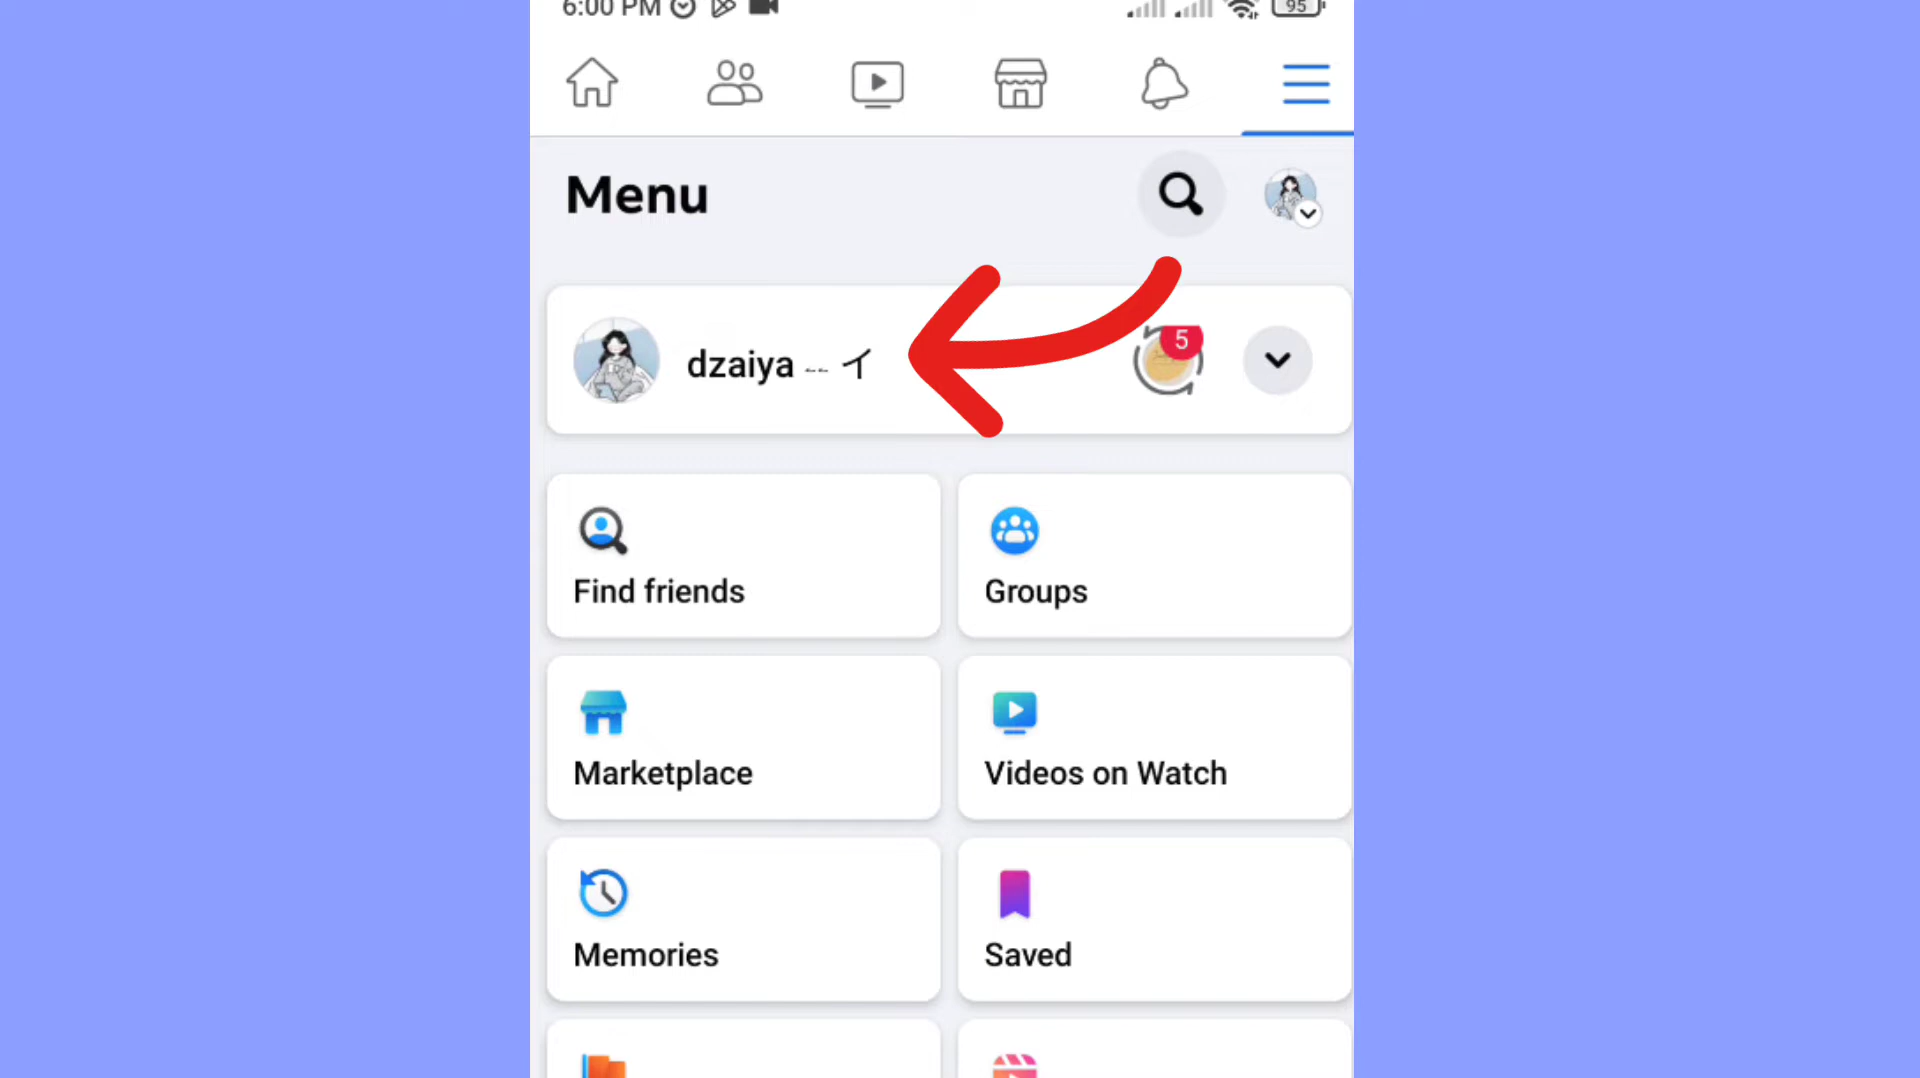 6:00 PM
95
Menu
dzaiya -- イ
5
Find friends
Groups
Marketplace
Videos on Watch
Memories
Saved